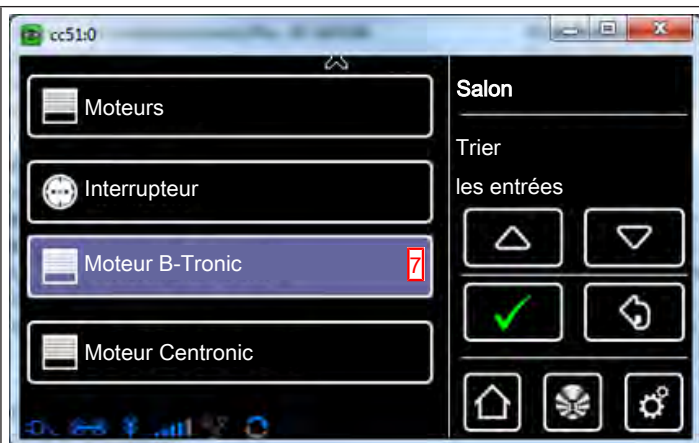 cc51:0
Moteurs
Interrupteur
Moteur B-Tronic
7
Moteur Centronic
Salon
Trier
les entrées